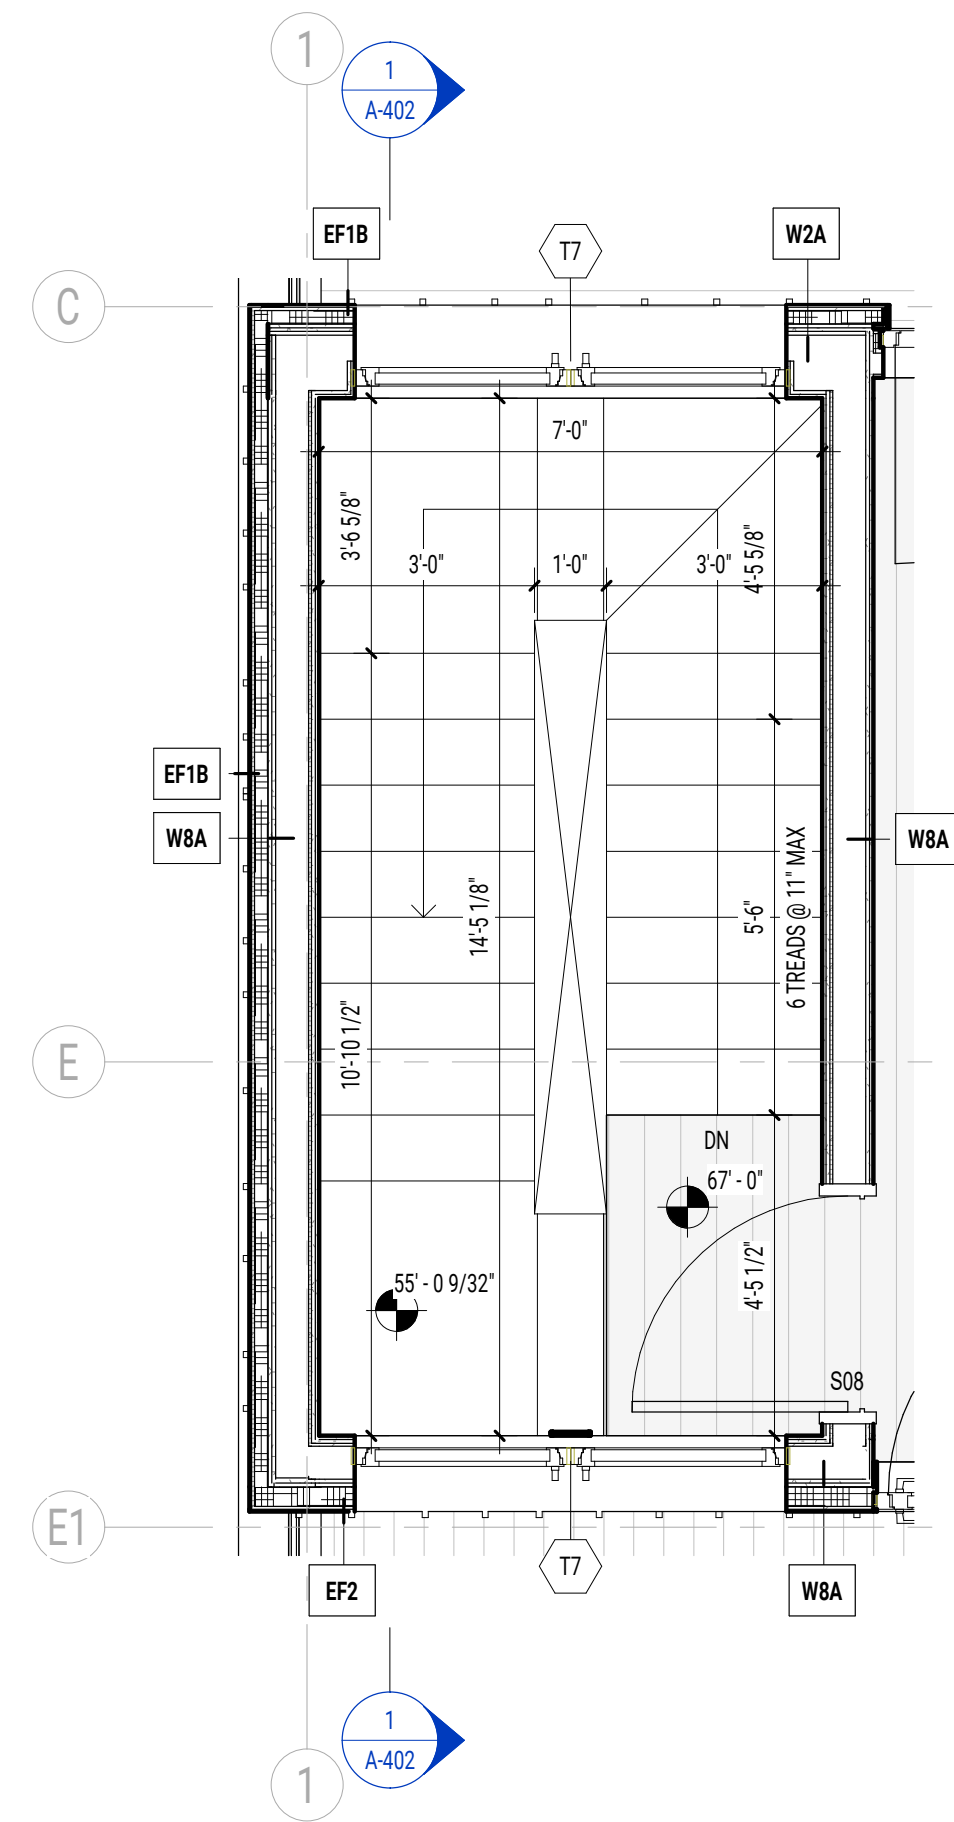 1
1
A-402
EF1B
T7
W2A
C
7'-0"
3'-6 5/8"
3'-0"
1'-0"
3'-0"
4'-5 5/8"
EF1B
W8A
W8A
14'-5 1/8"
5'-6"
6 TREADS @ 11" MAX
10'-10 1/2"
E
DN
67' - 0"
4'-5 1/2"
55' - 0 9/32"
S08
E1
T7
EF2
W8A
1
A-402
1